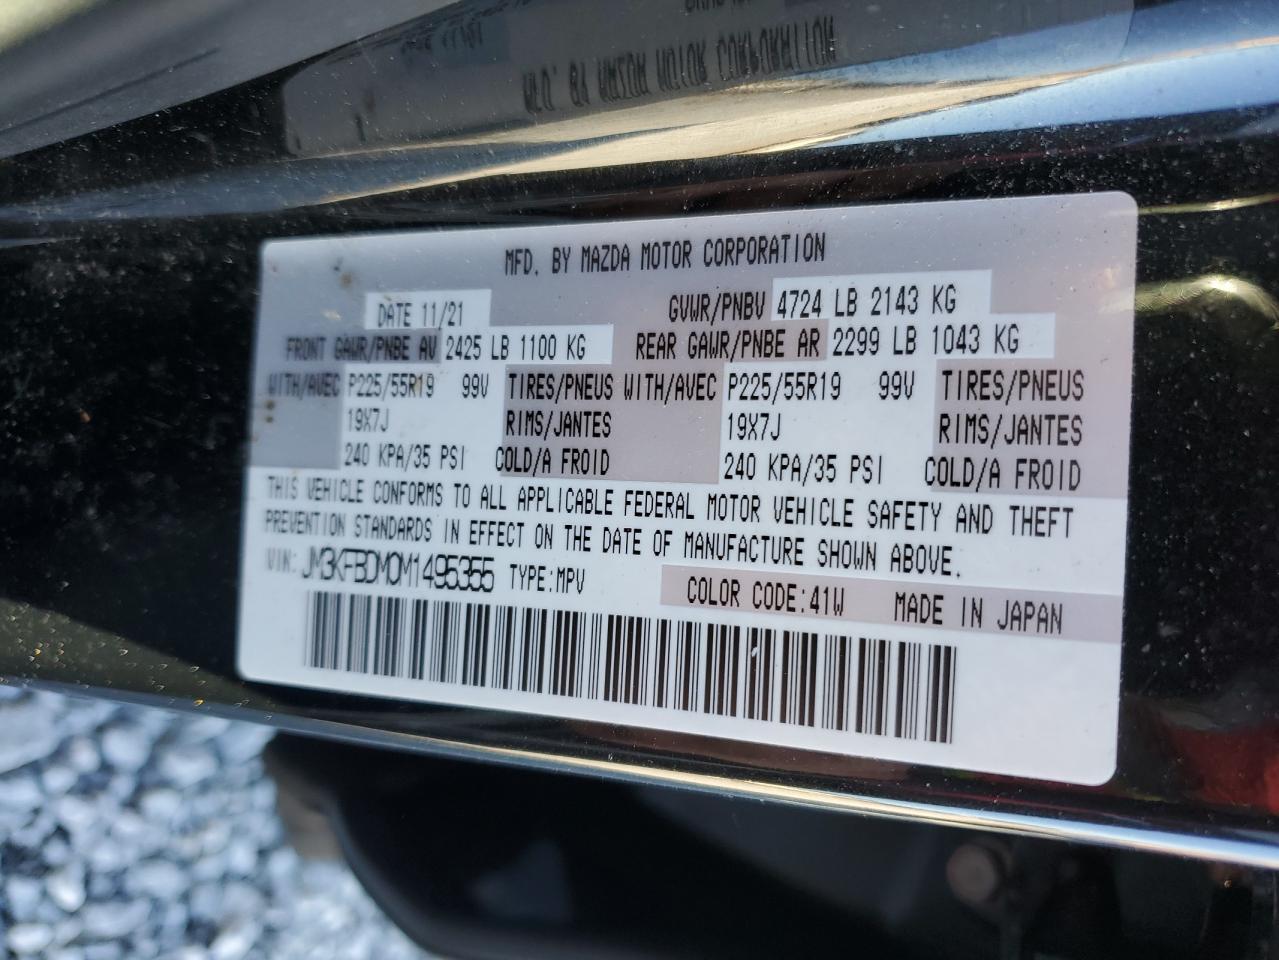 MFD. BY MAZDA MOTOR CORPORATION
MFD. BY MAZDA MOTOR CORPORATION
DATE 11/21 GVWR/PNBV 4724 LB 2143 KG
FRONT GAWR/PNBE AV 2425 LB 1100 KG REAR GAWR/PNBE AR 2299 LB 1043 KG
WITH/AVEC P225/55R19 99V TIRES/PNEUS WITH/AVEC P225/55R19 99V TIRES/PNEUS
19X7J RIMS/JANTES 19X7J RIMS/JANTES
240 KPA/35 PSI COLD/A FROID 240 KPA/35 PSI COLD/A FROID
THIS VEHICLE CONFORMS TO ALL APPLICABLE FEDERAL MOTOR VEHICLE SAFETY AND THEFT
PREVENTION STANDARDS IN EFFECT ON THE DATE OF MANUFACTURE SHOWN ABOVE.
VIN: JM3KFBDM0M1495355 TYPE:MPV COLOR CODE:41W MADE IN JAPAN